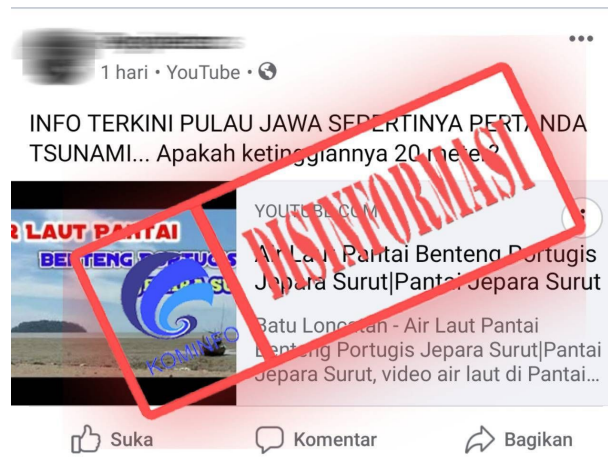 1 hari • YouTube •
INFO TERKINI PULAU JAWA SEPERTINYA PERTANDA
TSUNAMI... Apakah ketinggiannya 20 meter?
R LAUT PANTAI
BENTENG PORTUGIS
SU
YOUTUBE.COM
Air Laut Pantai Benteng Portugis
Jepara Surut|Pantai Jepara Surut
Batu Loncatan - Air Laut Pantai
Benteng Portugis Jepara Surut|Pantai
Jepara Surut, video air laut di Pantai...
DISINFORMASI
KOMINFO
Suka
Komentar
Bagikan